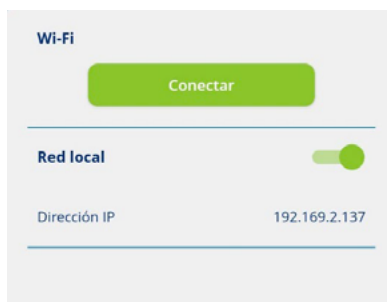 Wi-Fi
Conectar
Red local
Dirección IP 192.169.2.137